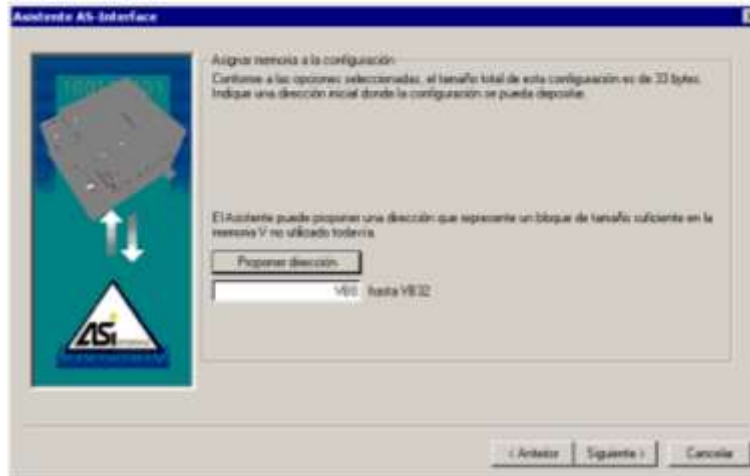 Asistente AS-Interface
Asignar memoria a la configuración
Conforme a las opciones seleccionadas, el tamaño total de esta configuración es de 33 bytes.
Indique una dirección inicial donde la configuración se pueda depositar.
El Asistente puede proponer una dirección que represente un bloque de tamaño suficiente en la
memoria V no utilizado todavía.
Proponer dirección
VB0 hasta VB32
ASi
< Anterior Siguiente > Cancelar